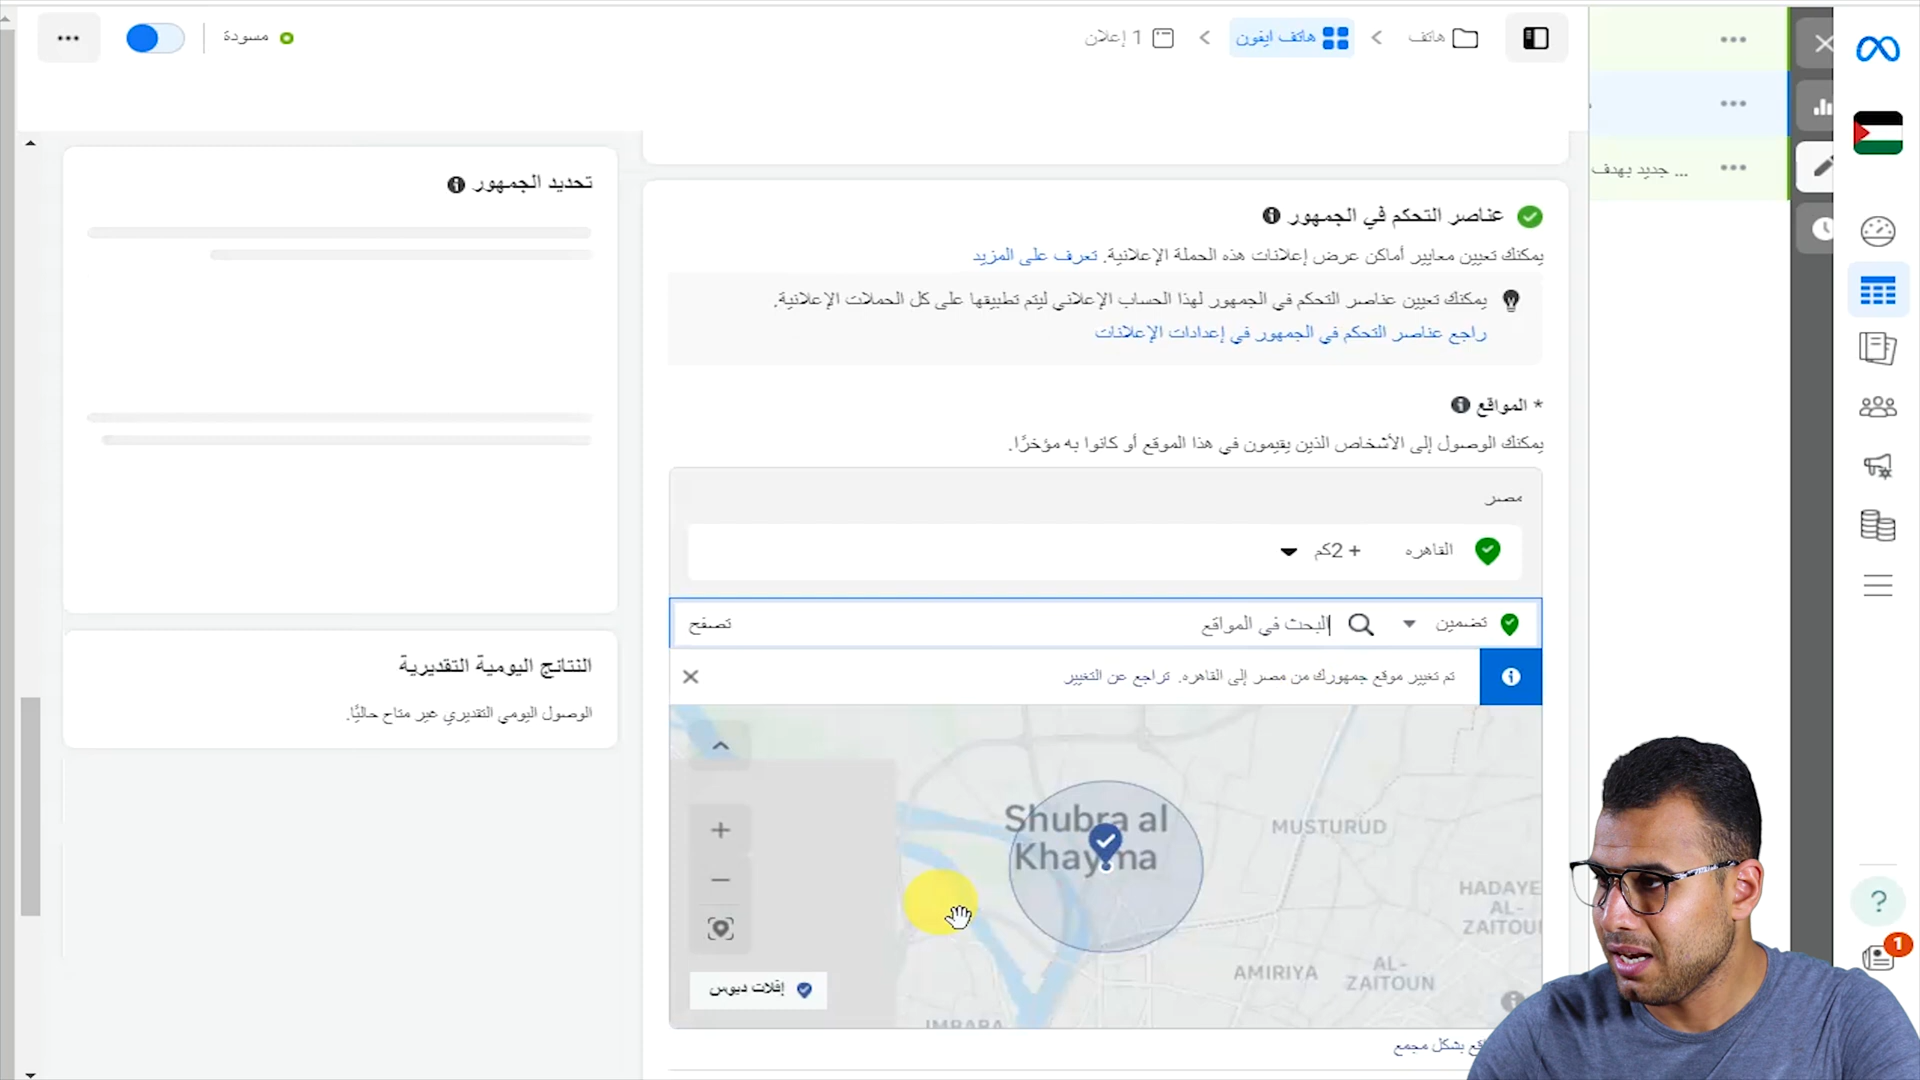 هاتف
هاتف ايفون
1 إعلان
مسودة
... جديد بهدف
عناصر التحكم في الجمهور
يمكنك تعيين معايير أماكن عرض إعلانات هذه الحملة الإعلانية. تعرف على المزيد
يمكنك تعيين عناصر التحكم في الجمهور لهذا الحساب الإعلاني ليتم تطبيقها على كل الحملات الإعلانية.
راجع عناصر التحكم في الجمهور في إعدادات الإعلانات
* المواقع
يمكنك الوصول إلى الأشخاص الذين يقيمون في هذا الموقع أو كانوا به مؤخرًا.
مصر
القاهره + 2كم
تضمين
البحث في المواقع
تصفح
تم تغيير موقع جمهورك من مصر إلى القاهره. تراجع عن التغيير
Shubra al
Khayma
MUSTURUD
HADAYE
AL-
ZAITOU
AMIRIYA
AL-
ZAITOUN
IMBABA
إفلات دبوس
بشكل مجمع
تحديد الجمهور
النتائج اليومية التقديرية
الوصول اليومي التقديري غير متاح حاليًا.
?
1